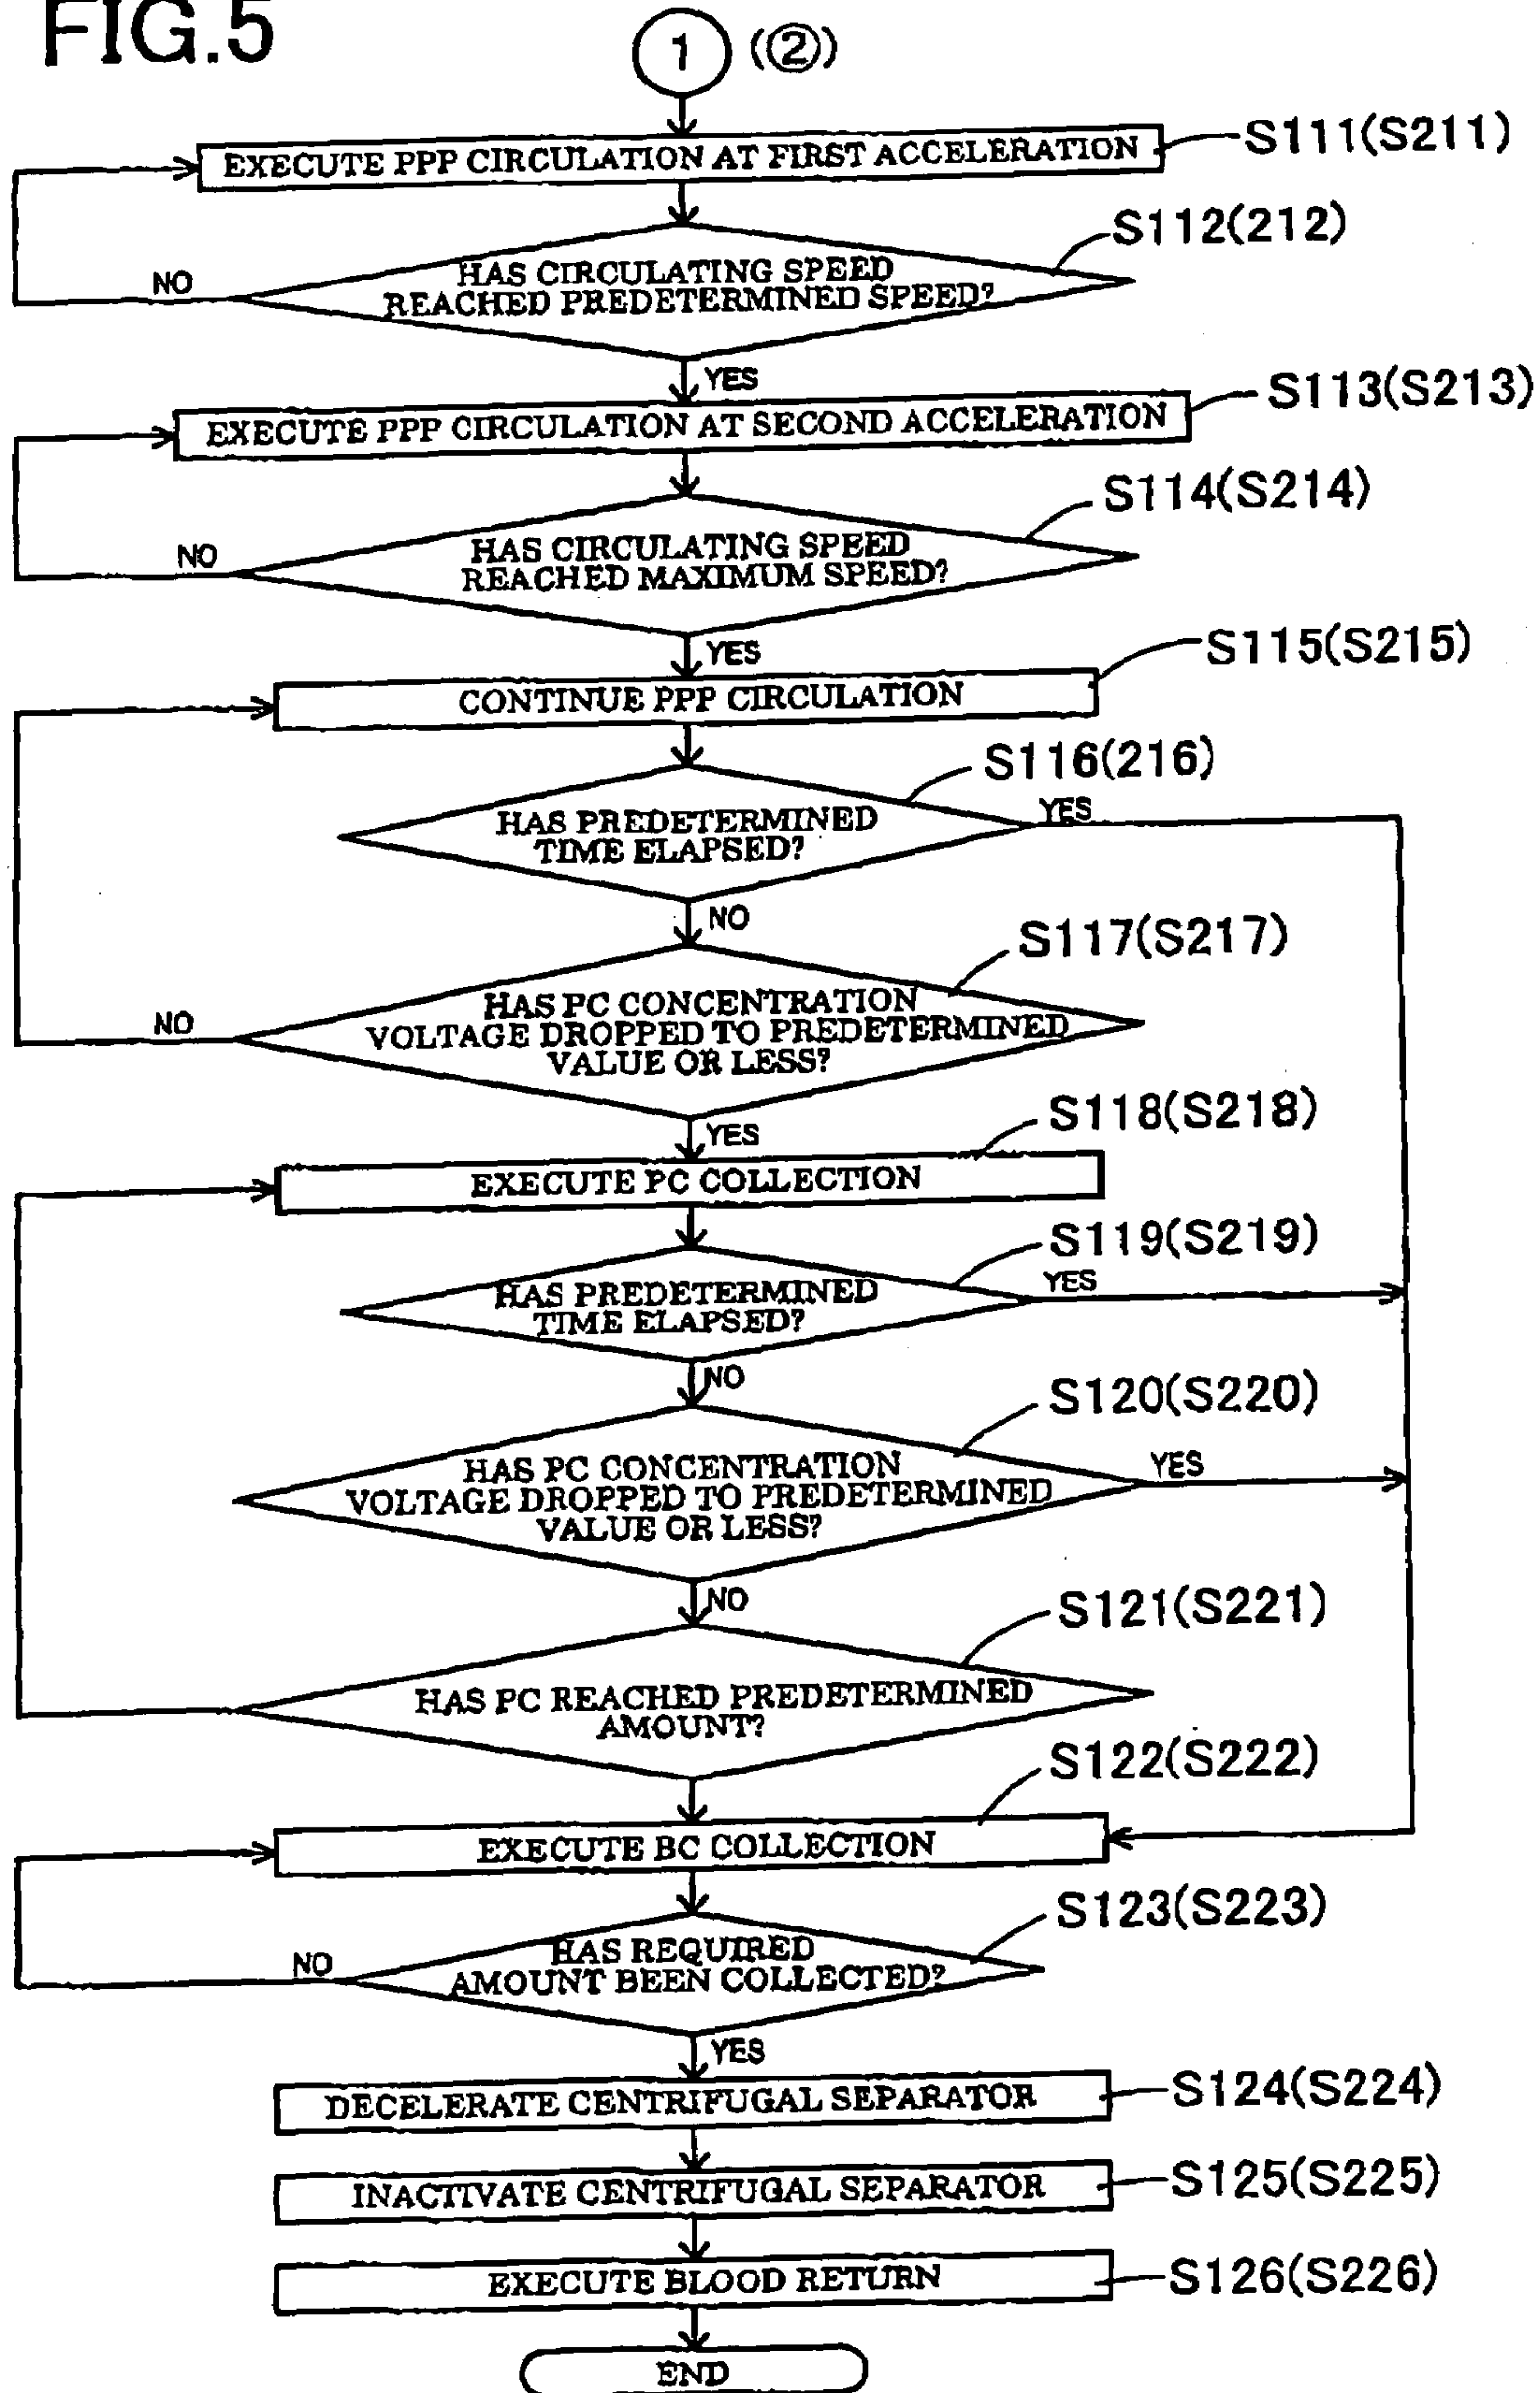 FIG.5
1 (②)
EXECUTE PPP CIRCULATION AT FIRST ACCELERATION
S111(S211)
S112(212)
HAS CIRCULATING SPEED
REACHED PREDETERMINED SPEED?
NO
YES
S113(S213)
EXECUTE PPP CIRCULATION AT SECOND ACCELERATION
S114(S214)
HAS CIRCULATING SPEED
REACHED MAXIMUM SPEED?
NO
YES
S115(S215)
CONTINUE PPP CIRCULATION
S116(216)
HAS PREDETERMINED
TIME ELAPSED?
YES
NO
S117(S217)
HAS PC CONCENTRATION
VOLTAGE DROPPED TO PREDETERMINED
VALUE OR LESS?
NO
YES
S118(S218)
EXECUTE PC COLLECTION
S119(S219)
HAS PREDETERMINED
TIME ELAPSED?
YES
NO
S120(S220)
HAS PC CONCENTRATION
VOLTAGE DROPPED TO PREDETERMINED
VALUE OR LESS?
YES
NO
S121(S221)
HAS PC REACHED PREDETERMINED
AMOUNT?
S122(S222)
EXECUTE BC COLLECTION
S123(S223)
HAS REQUIRED
AMOUNT BEEN COLLECTED?
NO
YES
DECELERATE CENTRIFUGAL SEPARATOR
S124(S224)
INACTIVATE CENTRIFUGAL SEPARATOR
S125(S225)
EXECUTE BLOOD RETURN
S126(S226)
END